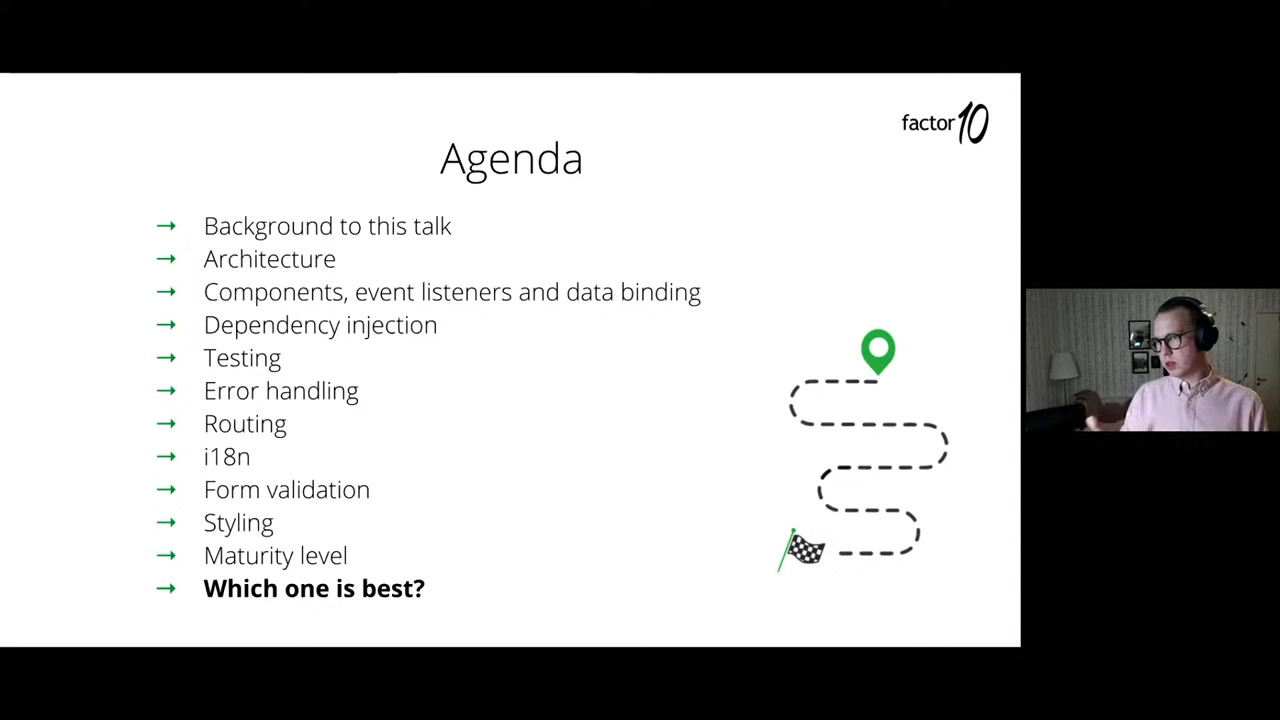 factor10
Agenda
→ Background to this talk
→ Architecture
→ Components, event listeners and data binding
→ Dependency injection
→ Testing
→ Error handling
→ Routing
→ i18n
→ Form validation
→ Styling
→ Maturity level
→ Which one is best?